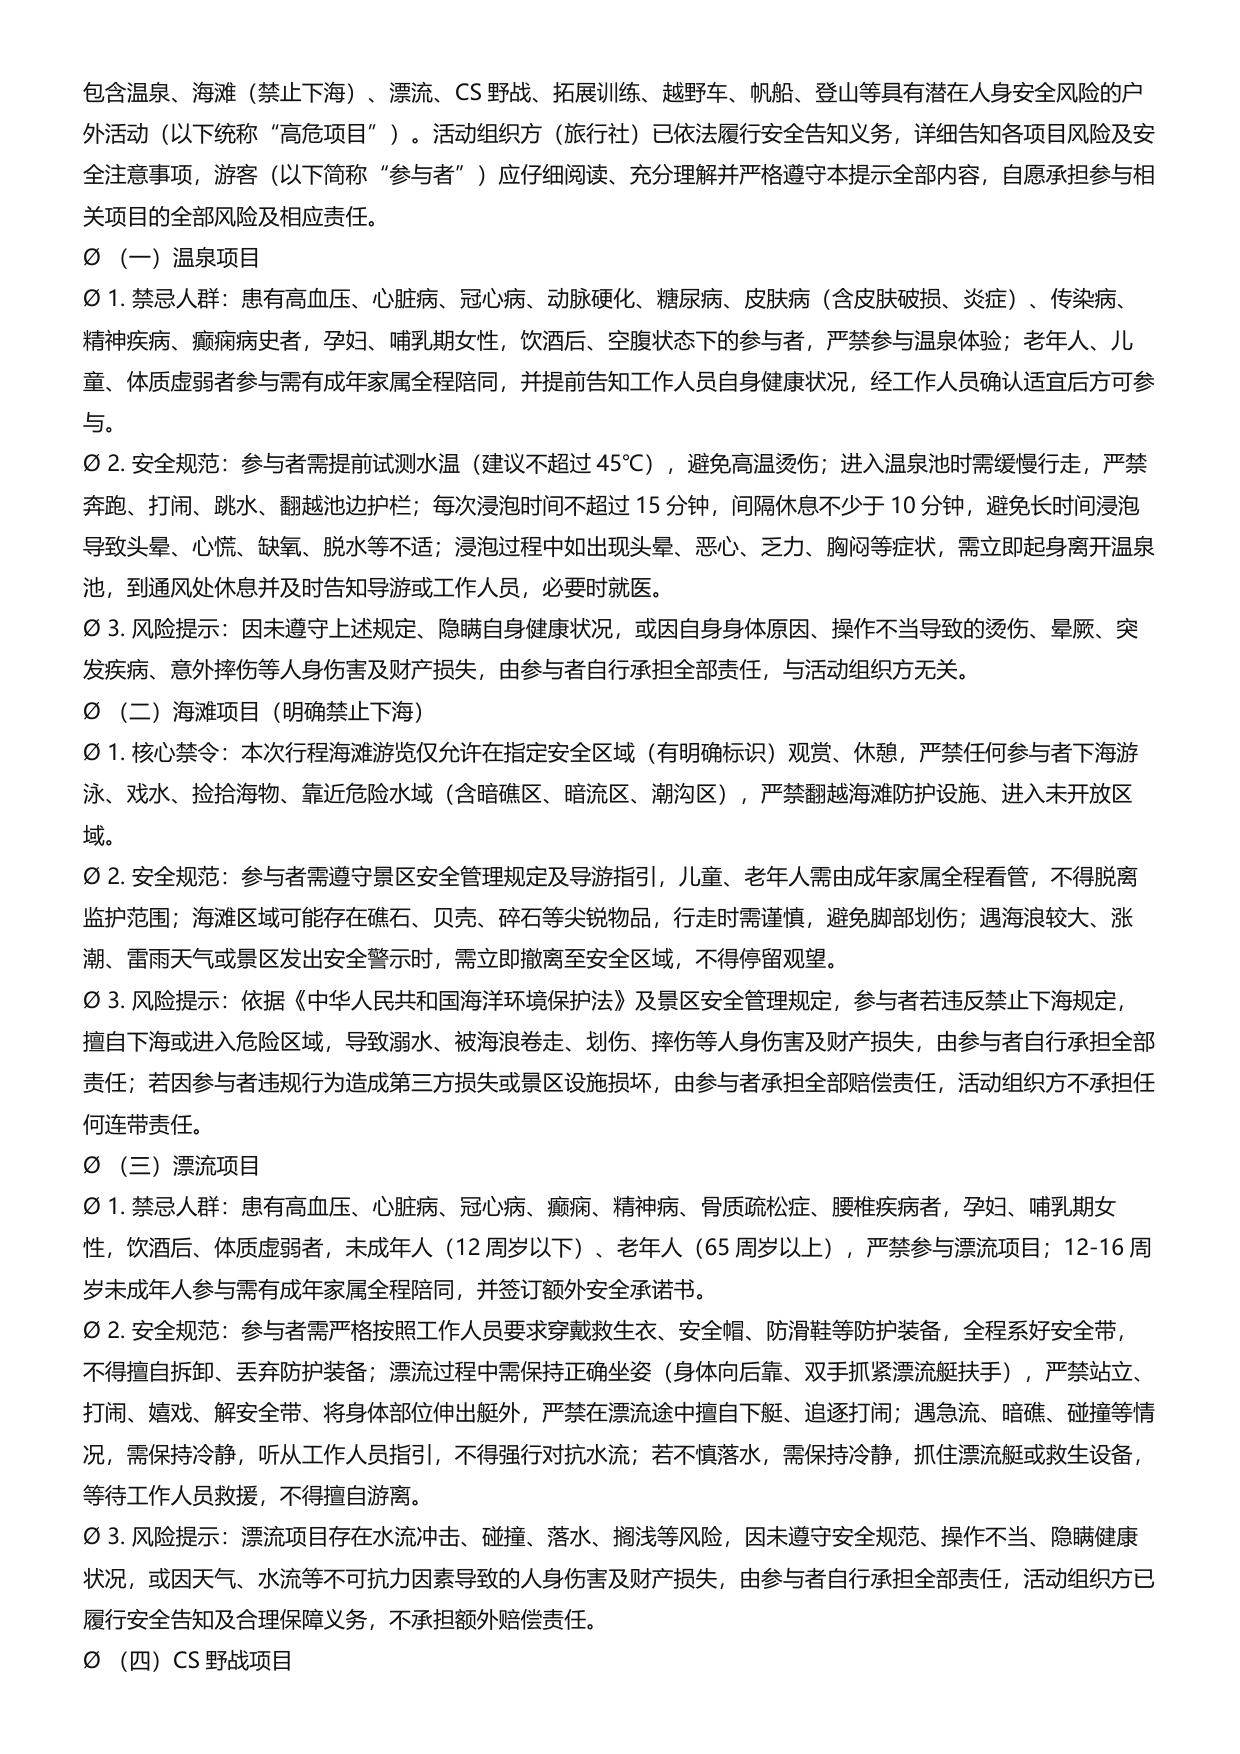 包含温泉、海滩（禁止下海）、漂流、CS 野战、拓展训练、越野车、帆船、登山等具有潜在人身安全风险的户
外活动（以下统称“高危项目”）。活动组织方（旅行社）已依法履行安全告知义务，详细告知各项目风险及安
全注意事项，游客（以下简称“参与者”）应仔细阅读、充分理解并严格遵守本提示全部内容，自愿承担参与相
关项目的全部风险及相应责任。
Ø （一）温泉项目
Ø 1. 禁忌人群：患有高血压、心脏病、冠心病、动脉硬化、糖尿病、皮肤病（含皮肤破损、炎症）、传染病、
精神疾病、癫痫病史者，孕妇、哺乳期女性，饮酒后、空腹状态下的参与者，严禁参与温泉体验；老年人、儿
童、体质虚弱者参与需有成年家属全程陪同，并提前告知工作人员自身健康状况，经工作人员确认适宜后方可参
与。
Ø 2. 安全规范：参与者需提前试测水温（建议不超过 45℃），避免高温烫伤；进入温泉池时需缓慢行走，严禁
奔跑、打闹、跳水、翻越池边护栏；每次浸泡时间不超过 15 分钟，间隔休息不少于 10 分钟，避免长时间浸泡
导致头晕、心慌、缺氧、脱水等不适；浸泡过程中如出现头晕、恶心、乏力、胸闷等症状，需立即起身离开温泉
池，到通风处休息并及时告知导游或工作人员，必要时就医。
Ø 3. 风险提示：因未遵守上述规定、隐瞒自身健康状况，或因自身身体原因、操作不当导致的烫伤、晕厥、突
发疾病、意外摔伤等人身伤害及财产损失，由参与者自行承担全部责任，与活动组织方无关。
Ø （二）海滩项目（明确禁止下海）
Ø 1. 核心禁令：本次行程海滩游览仅允许在指定安全区域（有明确标识）观赏、休憩，严禁任何参与者下海游
泳、戏水、捡拾海物、靠近危险水域（含暗礁区、暗流区、潮沟区），严禁翻越海滩防护设施、进入未开放区
域。
Ø 2. 安全规范：参与者需遵守景区安全管理规定及导游指引，儿童、老年人需由成年家属全程看管，不得脱离
监护范围；海滩区域可能存在礁石、贝壳、碎石等尖锐物品，行走时需谨慎，避免脚部划伤；遇海浪较大、涨
潮、雷雨天气或景区发出安全警示时，需立即撤离至安全区域，不得停留观望。
Ø 3. 风险提示：依据《中华人民共和国海洋环境保护法》及景区安全管理规定，参与者若违反禁止下海规定，
擅自下海或进入危险区域，导致溺水、被海浪卷走、划伤、摔伤等人身伤害及财产损失，由参与者自行承担全部
责任；若因参与者违规行为造成第三方损失或景区设施损坏，由参与者承担全部赔偿责任，活动组织方不承担任
何连带责任。
Ø （三）漂流项目
Ø 1. 禁忌人群：患有高血压、心脏病、冠心病、癫痫、精神病、骨质疏松症、腰椎疾病者，孕妇、哺乳期女
性，饮酒后、体质虚弱者，未成年人（12 周岁以下）、老年人（65 周岁以上），严禁参与漂流项目；12-16 周
岁未成年人参与需有成年家属全程陪同，并签订额外安全承诺书。
Ø 2. 安全规范：参与者需严格按照工作人员要求穿戴救生衣、安全帽、防滑鞋等防护装备，全程系好安全带，
不得擅自拆卸、丢弃防护装备；漂流过程中需保持正确坐姿（身体向后靠、双手抓紧漂流艇扶手），严禁站立、
打闹、嬉戏、解安全带、将身体部位伸出艇外，严禁在漂流途中擅自下艇、追逐打闹；遇急流、暗礁、碰撞等情
况，需保持冷静，听从工作人员指引，不得强行对抗水流；若不慎落水，需保持冷静，抓住漂流艇或救生设备，
等待工作人员救援，不得擅自游离。
Ø 3. 风险提示：漂流项目存在水流冲击、碰撞、落水、搁浅等风险，因未遵守安全规范、操作不当、隐瞒健康
状况，或因天气、水流等不可抗力因素导致的人身伤害及财产损失，由参与者自行承担全部责任，活动组织方已
履行安全告知及合理保障义务，不承担额外赔偿责任。
Ø （四）CS 野战项目